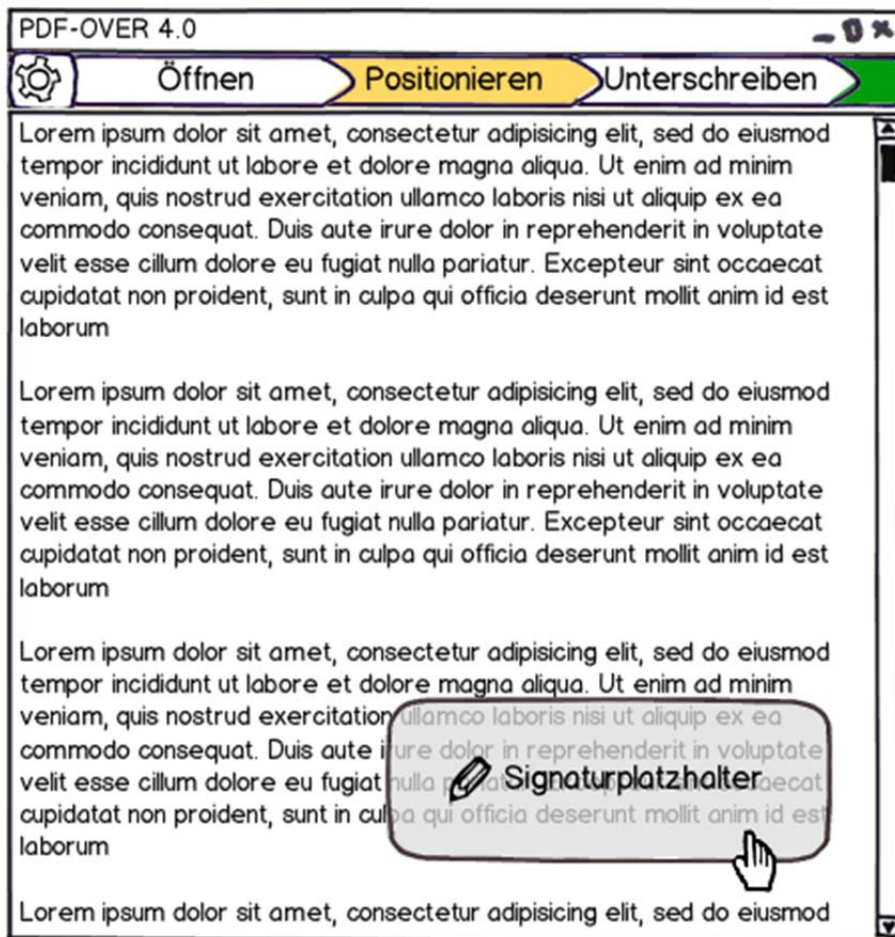 PDF-OVER 4.0
Öffnen
Positionieren
Unterschreiben
Lorem ipsum dolor sit amet, consectetur adipisicing elit, sed do eiusmod
tempor incididunt ut labore et dolore magna aliqua. Ut enim ad minim
veniam, quis nostrud exercitation ullamco laboris nisi ut aliquip ex ea
commodo consequat. Duis aute irure dolor in reprehenderit in voluptate
velit esse cillum dolore eu fugiat nulla pariatur. Excepteur sint occaecat
cupidatat non proident, sunt in culpa qui officia deserunt mollit anim id est
laborum
Lorem ipsum dolor sit amet, consectetur adipisicing elit, sed do eiusmod
tempor incididunt ut labore et dolore magna aliqua. Ut enim ad minim
veniam, quis nostrud exercitation ullamco laboris nisi ut aliquip ex ea
commodo consequat. Duis aute irure dolor in reprehenderit in voluptate
velit esse cillum dolore eu fugiat nulla pariatur. Excepteur sint occaecat
cupidatat non proident, sunt in culpa qui officia deserunt mollit anim id est
laborum
Lorem ipsum dolor sit amet, consectetur adipisicing elit, sed do eiusmod
tempor incididunt ut labore et dolore magna aliqua. Ut enim ad minim
veniam, quis nostrud exercitation ullamco laboris nisi ut aliquip ex ea
commodo consequat. Duis aute irure dolor in reprehenderit in voluptate
velit esse cillum dolore eu fugiat nulla
Signaturplatzhalter
cupidatat non proident, sunt in culpa qui officia deserunt mollit anim id est
laborum
Lorem ipsum dolor sit amet, consectetur adipisicing elit, sed do eiusmod